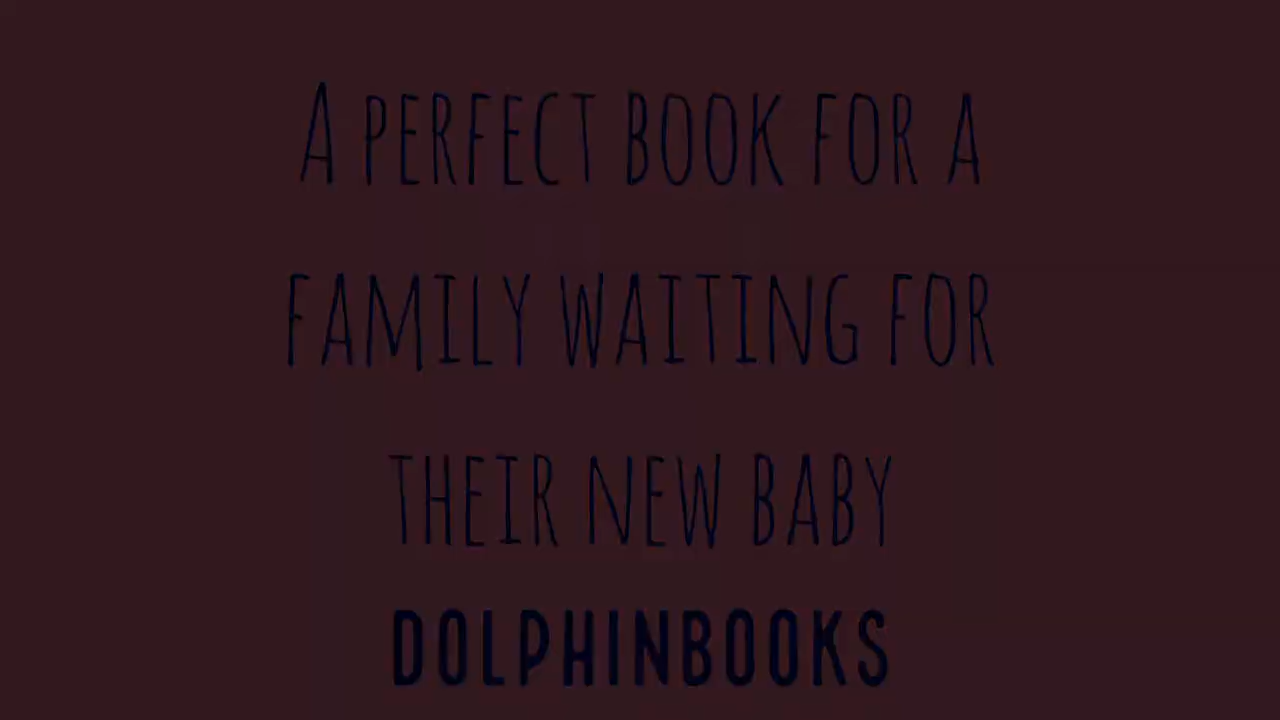 A PERFECT BOOK FOR A
FAMILY WAITING FOR
THEIR NEW BABY
DOLPHINBOOKS